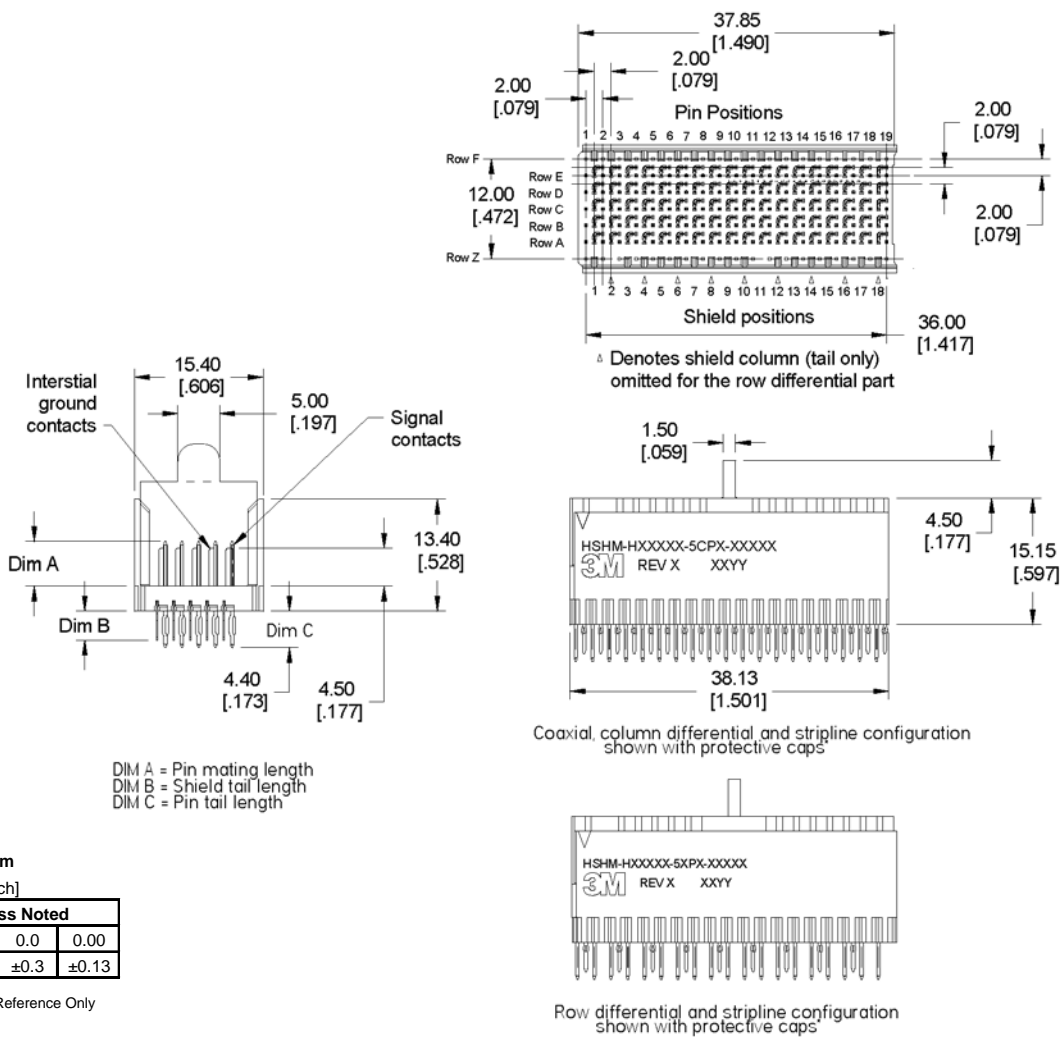 37.85
[1.490]
2.00
[.079]
2.00
[.079]
Pin Positions
2.00
[.079]
1 2 3 4 5 6 7 8 9 10 11 12 13 14 15 16 17 18 19
Row F
Row E
Row D
Row C
Row B
Row A
Row Z
12.00
[.472]
2.00
[.079]
1 2 3 4 5 6 7 8 9 10 11 12 13 14 15 16 17 18
Shield positions
36.00
[1.417]
▵ Denotes shield column (tail only)
omitted for the row differential part
15.40
[.606]
Interstial
ground
contacts
5.00
[.197]
Signal
contacts
Dim A
13.40
[.528]
Dim B
Dim C
4.40
[.173]
4.50
[.177]
DIM A = Pin mating length
DIM B = Shield tail length
DIM C = Pin tail length
1.50
[.059]
4.50
[.177]
15.15
[.597]
HSHM-HXXXXX-5CPX-XXXXX
3M REV X XXYY
38.13
[1.501]
Coaxial, column differential and stripline configuration
shown with protective caps*
HSHM-HXXXXX-5XPX-XXXXX
3M REV X XXYY
Row differential and stripline configuration
shown with protective caps*
m
ch]
ss Noted
0.0 0.00
±0.3 ±0.13
Reference Only